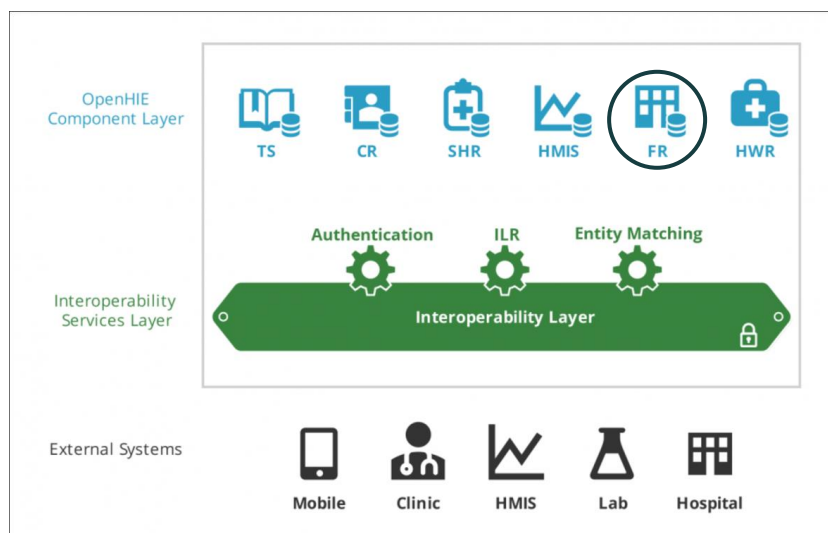 OpenHIE
Component Layer
TS
CR
SHR
HMIS
FR
HWR
Authentication
ILR
Entity Matching
Interoperability
Services Layer
Interoperability Layer
External Systems
Mobile
Clinic
HMIS
Lab
Hospital